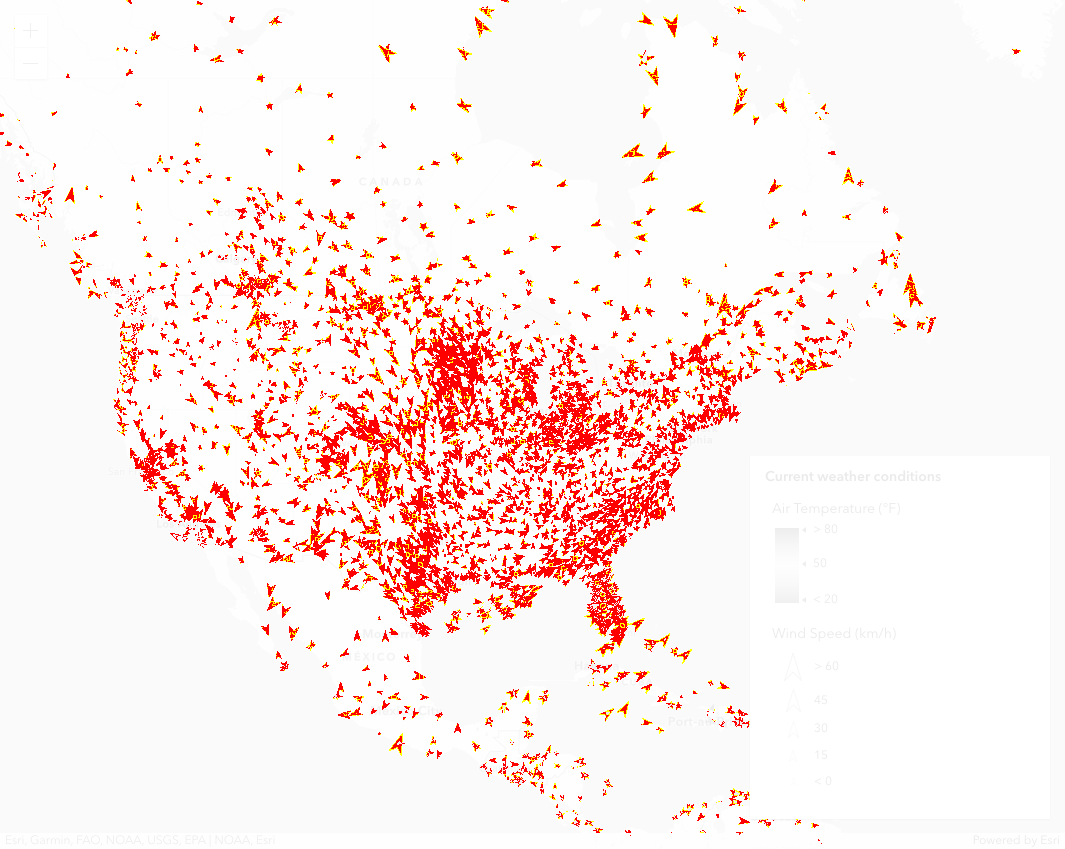 +
−
CANADA
MEXICO
Current weather conditions
Air Temperature (°F)
> 80
50
< 20
Wind Speed (km/h)
> 60
45
30
15
< 0
Esri, Garmin, FAO, NOAA, USGS, EPA | NOAA, Esri
Powered by Esri